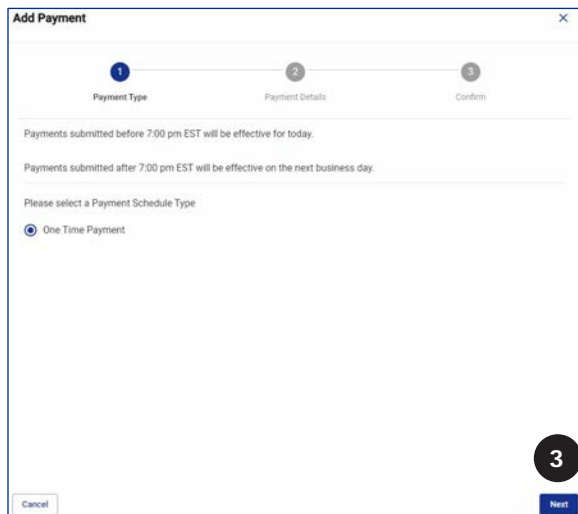 Add Payment
1 2 3
Payment Type Payment Details Confirm
Payments submitted before 7:00 pm EST will be effective for today.
Payments submitted after 7:00 pm EST will be effective on the next business day.
Please select a Payment Schedule Type
One Time Payment
3
Cancel Next